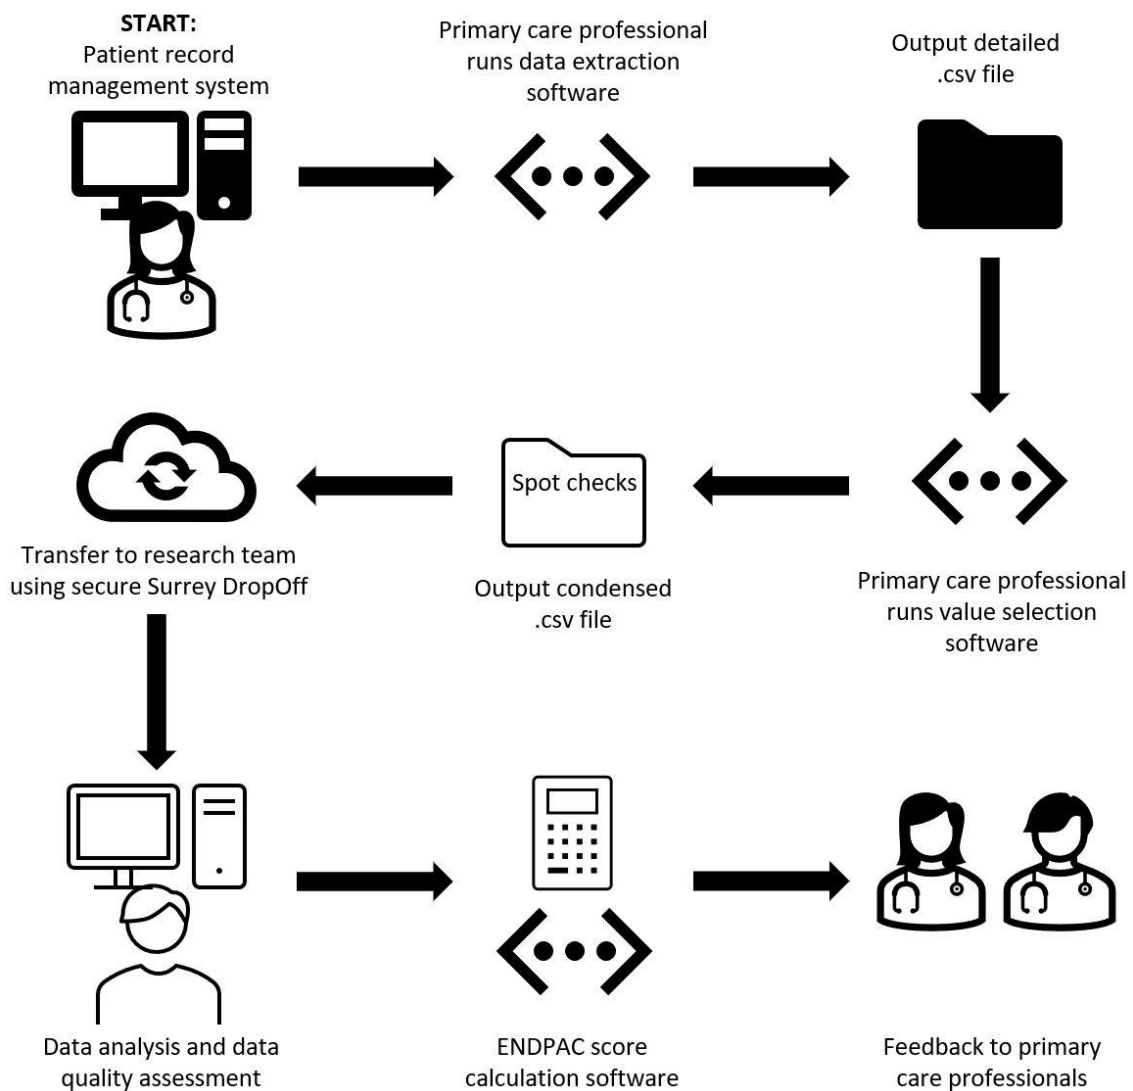 START:
Patient record
management system
Primary care professional
runs data extraction
software
Output detailed
.csv file
Spot checks
Transfer to research team
using secure Surrey DropOff
Output condensed
.csv file
Primary care professional
runs value selection
software
Data analysis and data
quality assessment
ENDPAC score
calculation software
Feedback to primary
care professionals